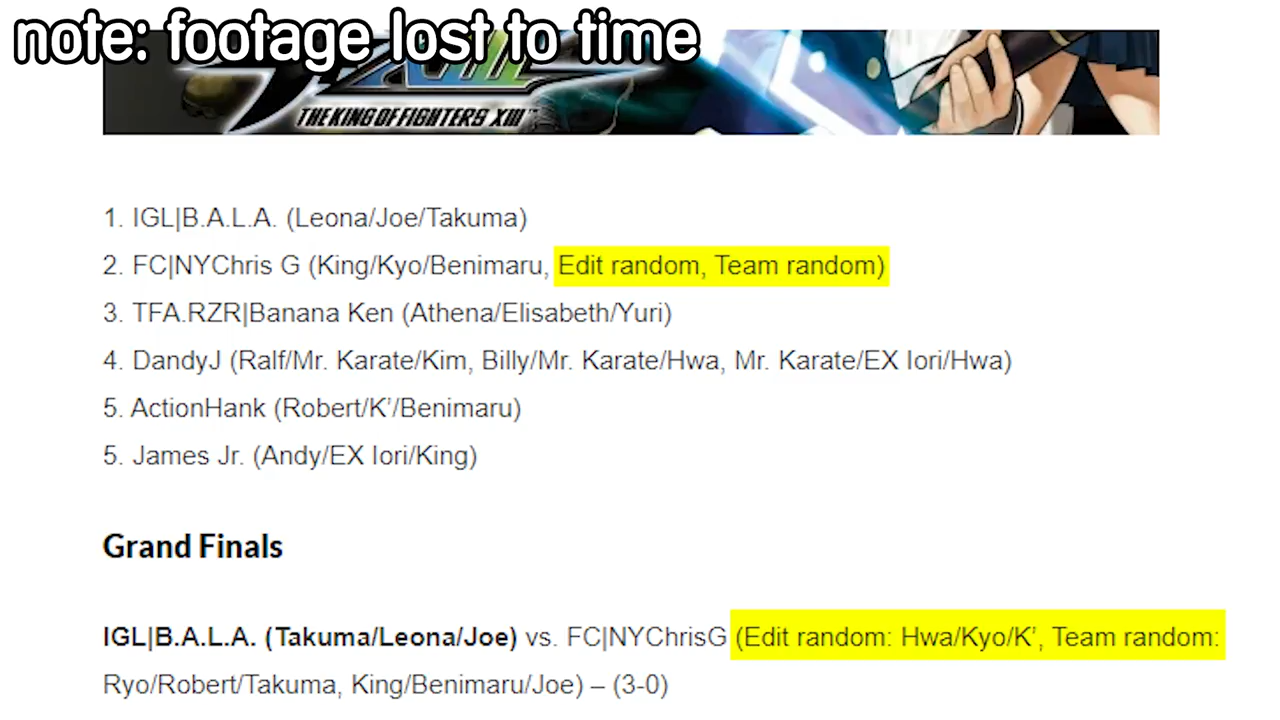 note: footage lost to time
XIII
THE KING OF FIGHTERS XIII™
1. IGL|B.A.L.A. (Leona/Joe/Takuma)
2. FC|NYChris G (King/Kyo/Benimaru, Edit random, Team random)
3. TFA.RZR|Banana Ken (Athena/Elisabeth/Yuri)
4. DandyJ (Ralf/Mr. Karate/Kim, Billy/Mr. Karate/Hwa, Mr. Karate/EX Iori/Hwa)
5. ActionHank (Robert/K’/Benimaru)
5. James Jr. (Andy/EX Iori/King)
Grand Finals
IGL|B.A.L.A. (Takuma/Leona/Joe) vs. FC|NYChrisG (Edit random: Hwa/Kyo/K’, Team random:
Ryo/Robert/Takuma, King/Benimaru/Joe) – (3-0)